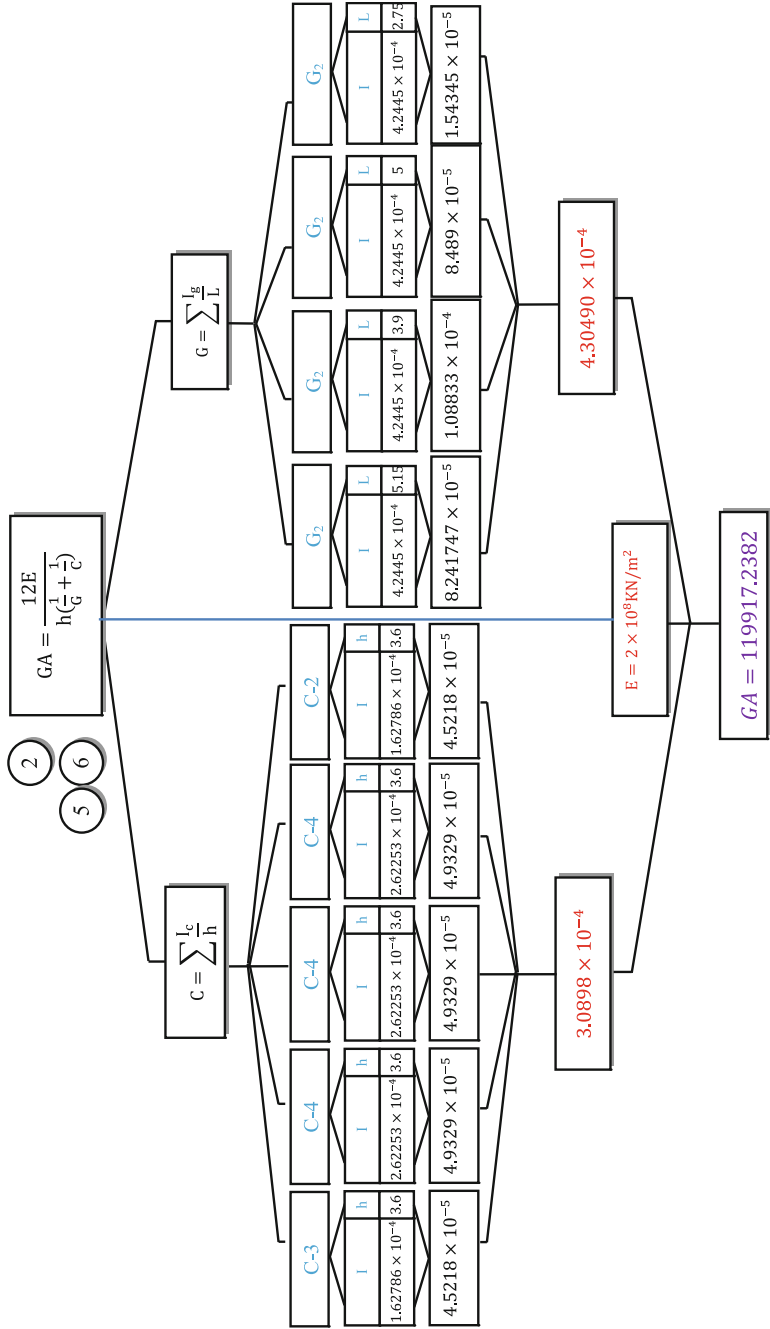 2
5 6
GA = 12E / h(1/G + 1/C)
C = ∑ I_c/h
G = ∑ I_g/L
C-3 C-4 C-4 C-4 C-2 G₂ G₂ G₂ G₂
I h I h I h I h I h I L I L I L I L
1.62786 × 10⁻⁴ 3.6 2.62253 × 10⁻⁴ 3.6 2.62253 × 10⁻⁴ 3.6 2.62253 × 10⁻⁴ 3.6 1.62786 × 10⁻⁴ 3.6 4.2445 × 10⁻⁴ 5.15 4.2445 × 10⁻⁴ 3.9 4.2445 × 10⁻⁴ 5 4.2445 × 10⁻⁴ 2.75
4.5218 × 10⁻⁵ 4.9329 × 10⁻⁵ 4.9329 × 10⁻⁵ 4.9329 × 10⁻⁵ 4.5218 × 10⁻⁵ 8.241747 × 10⁻⁵ 1.08833 × 10⁻⁴ 8.489 × 10⁻⁵ 1.54345 × 10⁻⁵
3.0898 × 10⁻⁴
E = 2 × 10⁸KN/m²
4.30490 × 10⁻⁴
GA = 119917.2382